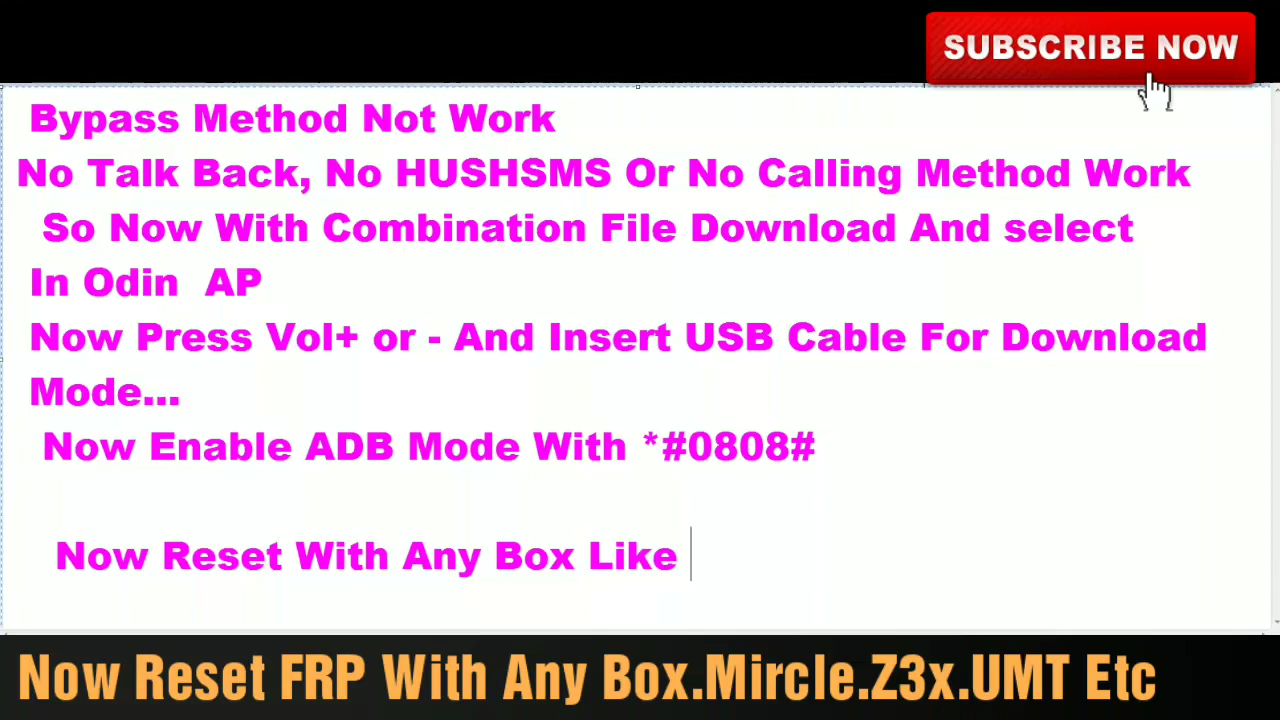 SUBSCRIBE NOW
Bypass Method Not Work
No Talk Back, No HUSHSMS Or No Calling Method Work
So Now With Combination File Download And select
In Odin AP
Now Press Vol+ or - And Insert USB Cable For Download
Mode...
Now Enable ADB Mode With *#0808#
Now Reset With Any Box Like
Now Reset FRP With Any Box.Mircle.Z3x.UMT Etc